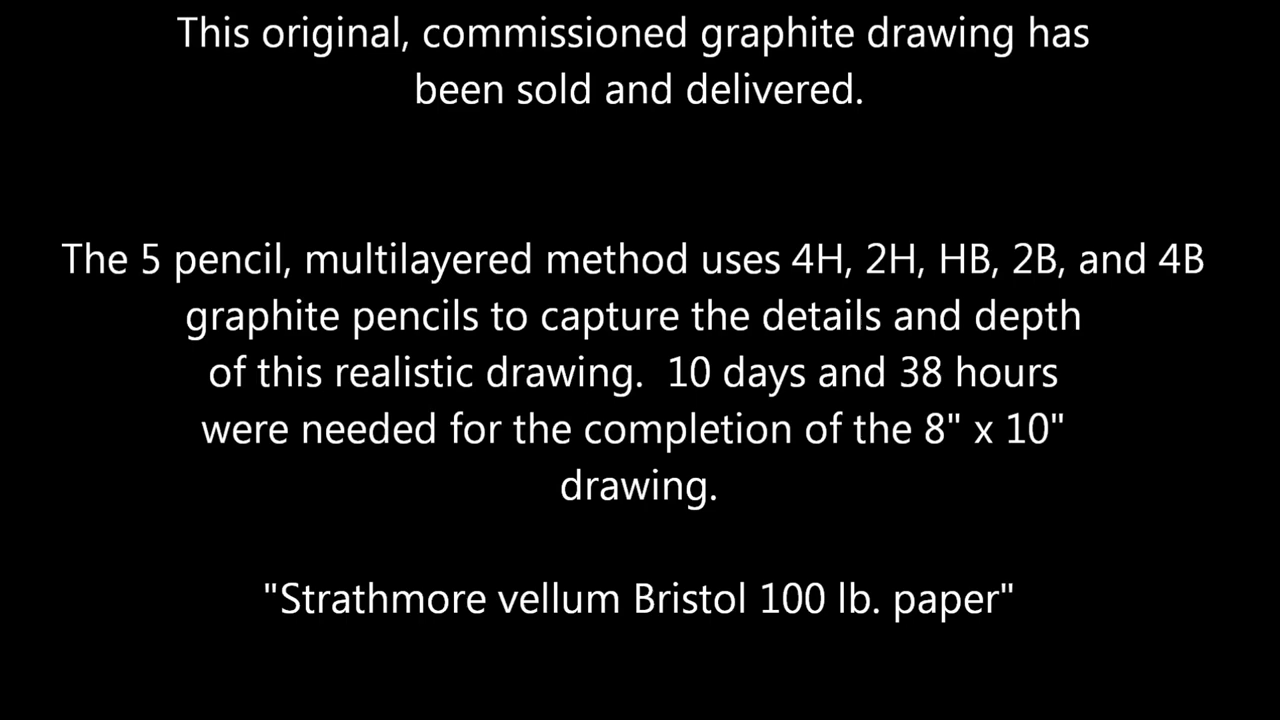 This original, commissioned graphite drawing has
been sold and delivered.
The 5 pencil, multilayered method uses 4H, 2H, HB, 2B, and 4B
graphite pencils to capture the details and depth
of this realistic drawing.  10 days and 38 hours
were needed for the completion of the 8" x 10"
drawing.
"Strathmore vellum Bristol 100 lb. paper"